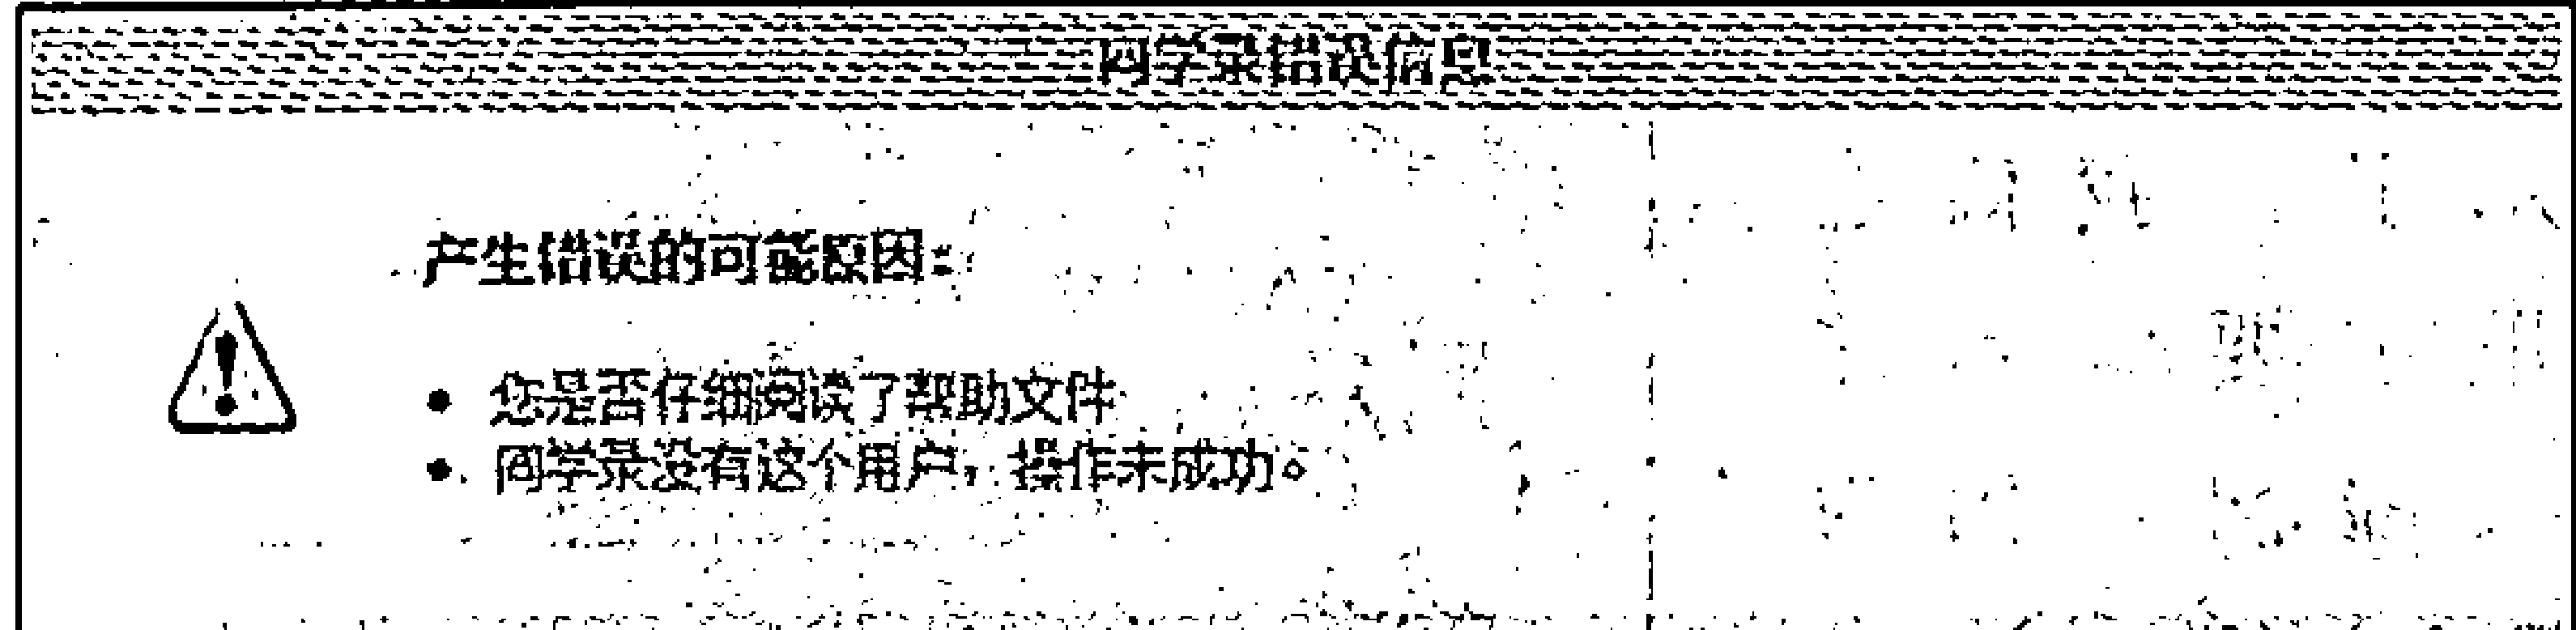 同学录错误信息
产生错误的可能原因：
• 您是否仔细阅读了帮助文件
• 同学录没有这个用户，操作未成功。